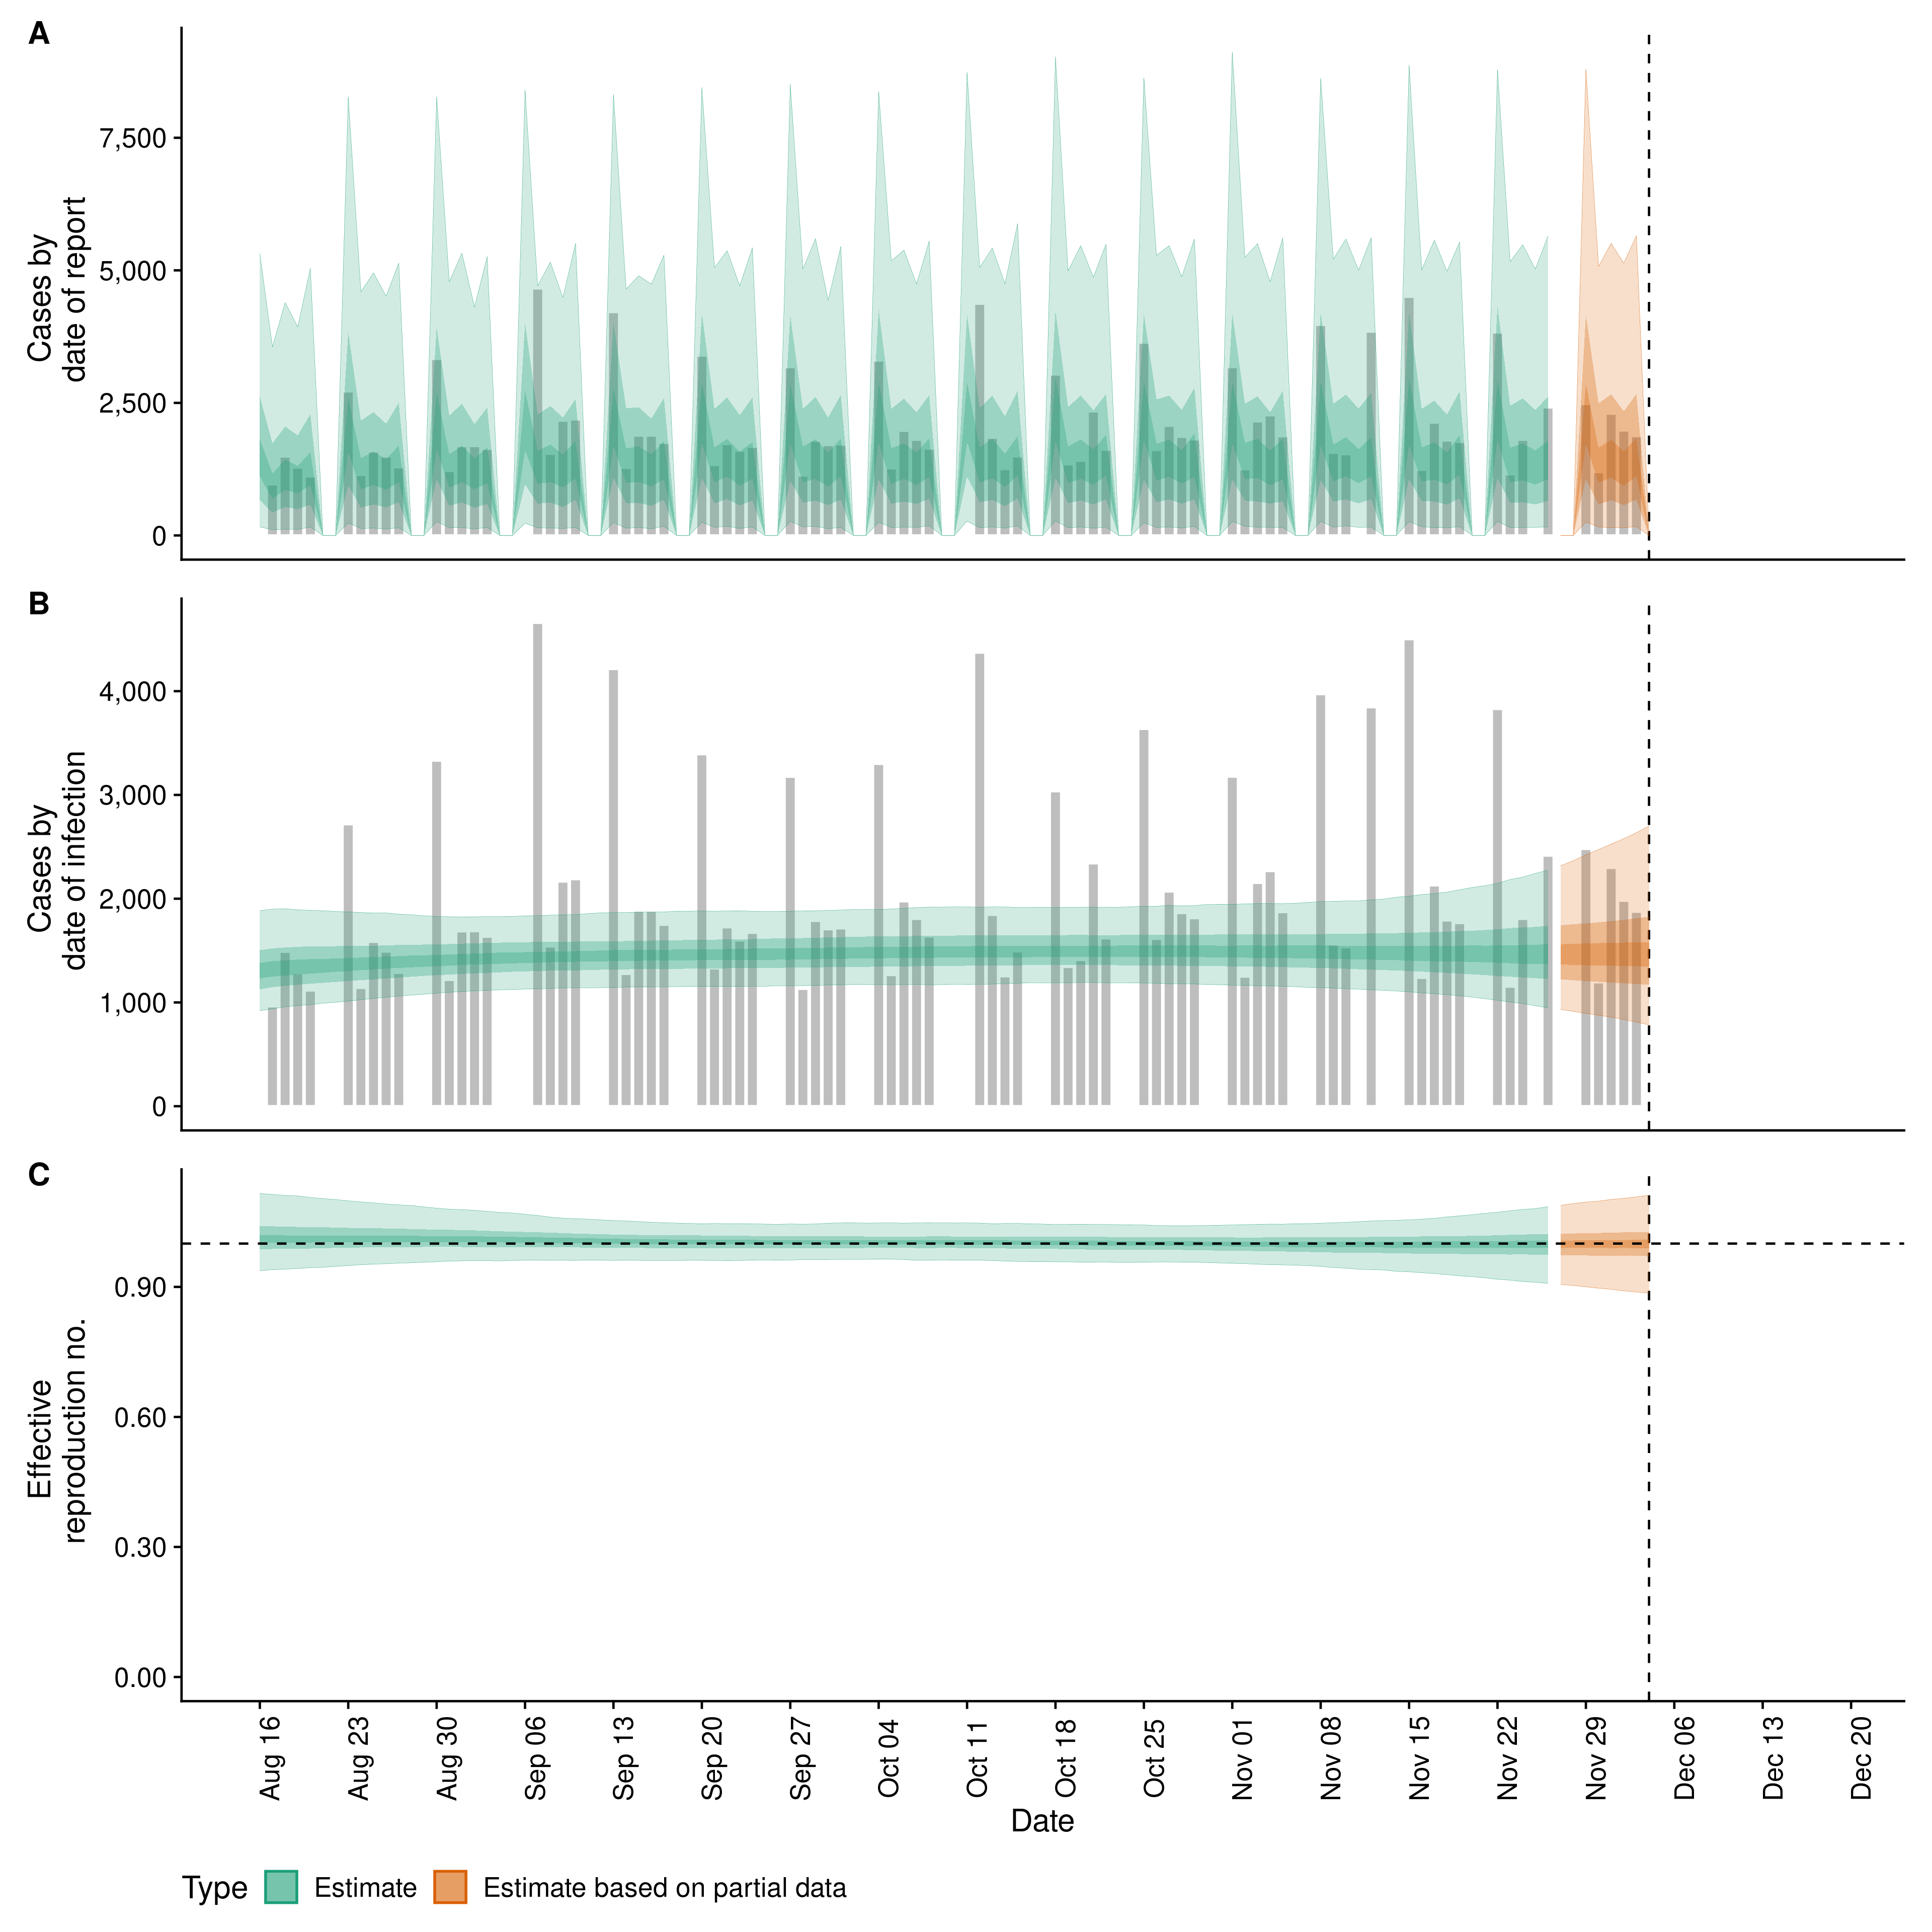 A
Cases by
date of report
7,500
5,000
2,500
0
B
Cases by
date of infection
4,000
3,000
2,000
1,000
0
C
Effective
reproduction no.
0.90
0.60
0.30
0.00
Aug 16
Aug 23
Aug 30
Sep 06
Sep 13
Sep 20
Sep 27
Oct 04
Oct 11
Oct 18
Oct 25
Nov 01
Nov 08
Nov 15
Nov 22
Nov 29
Dec 06
Dec 13
Dec 20
Date
Type Estimate Estimate based on partial data